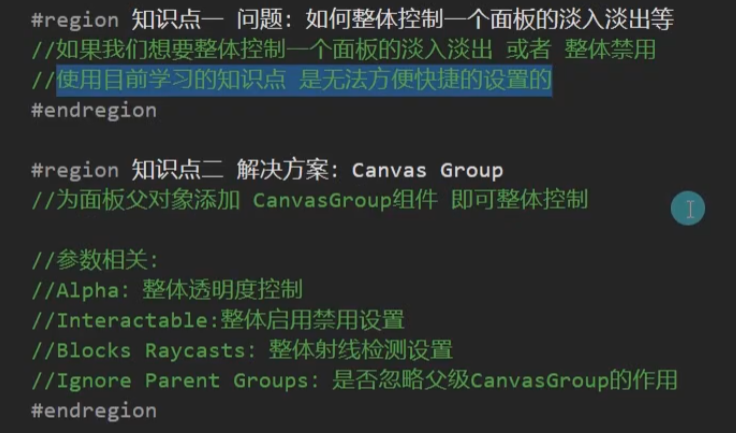 #region 知识点一 问题：如何整体控制一个面板的淡入淡出等
//如果我们想要整体控制一个面板的淡入淡出 或者 整体禁用
//使用目前学习的知识点 是无法方便快捷的设置的
#endregion
#region 知识点二 解决方案：Canvas Group
//为面板父对象添加 CanvasGroup组件 即可整体控制
//参数相关：
//Alpha：整体透明度控制
//Interactable:整体启用禁用设置
//Blocks Raycasts：整体射线检测设置
//Ignore Parent Groups：是否忽略父级CanvasGroup的作用
#endregion